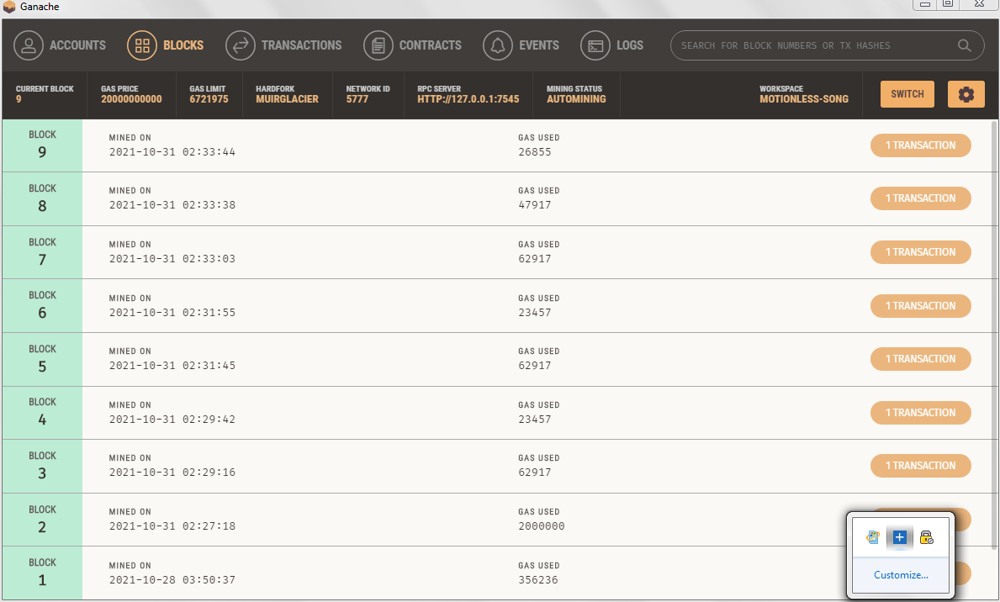 Ganache
ACCOUNTS BLOCKS TRANSACTIONS CONTRACTS EVENTS LOGS SEARCH FOR BLOCK NUMBERS OR TX HASHES
CURRENT BLOCK GAS PRICE GAS LIMIT HARDFORK NETWORK ID RPC SERVER MINING STATUS WORKSPACE
9 20000000000 6721975 MUIRGLACIER 5777 HTTP://127.0.0.1:7545 AUTOMINING MOTIONLESS-SONG SWITCH
BLOCK MINED ON GAS USED
9 2021-10-31 02:33:44 26855 1 TRANSACTION
BLOCK MINED ON GAS USED
8 2021-10-31 02:33:38 47917 1 TRANSACTION
BLOCK MINED ON GAS USED
7 2021-10-31 02:33:03 62917 1 TRANSACTION
BLOCK MINED ON GAS USED
6 2021-10-31 02:31:55 23457 1 TRANSACTION
BLOCK MINED ON GAS USED
5 2021-10-31 02:31:45 62917 1 TRANSACTION
BLOCK MINED ON GAS USED
4 2021-10-31 02:29:42 23457 1 TRANSACTION
BLOCK MINED ON GAS USED
3 2021-10-31 02:29:16 62917 1 TRANSACTION
BLOCK MINED ON GAS USED
2 2021-10-31 02:27:18 2000000
BLOCK MINED ON GAS USED
1 2021-10-28 03:50:37 356236
Customize...